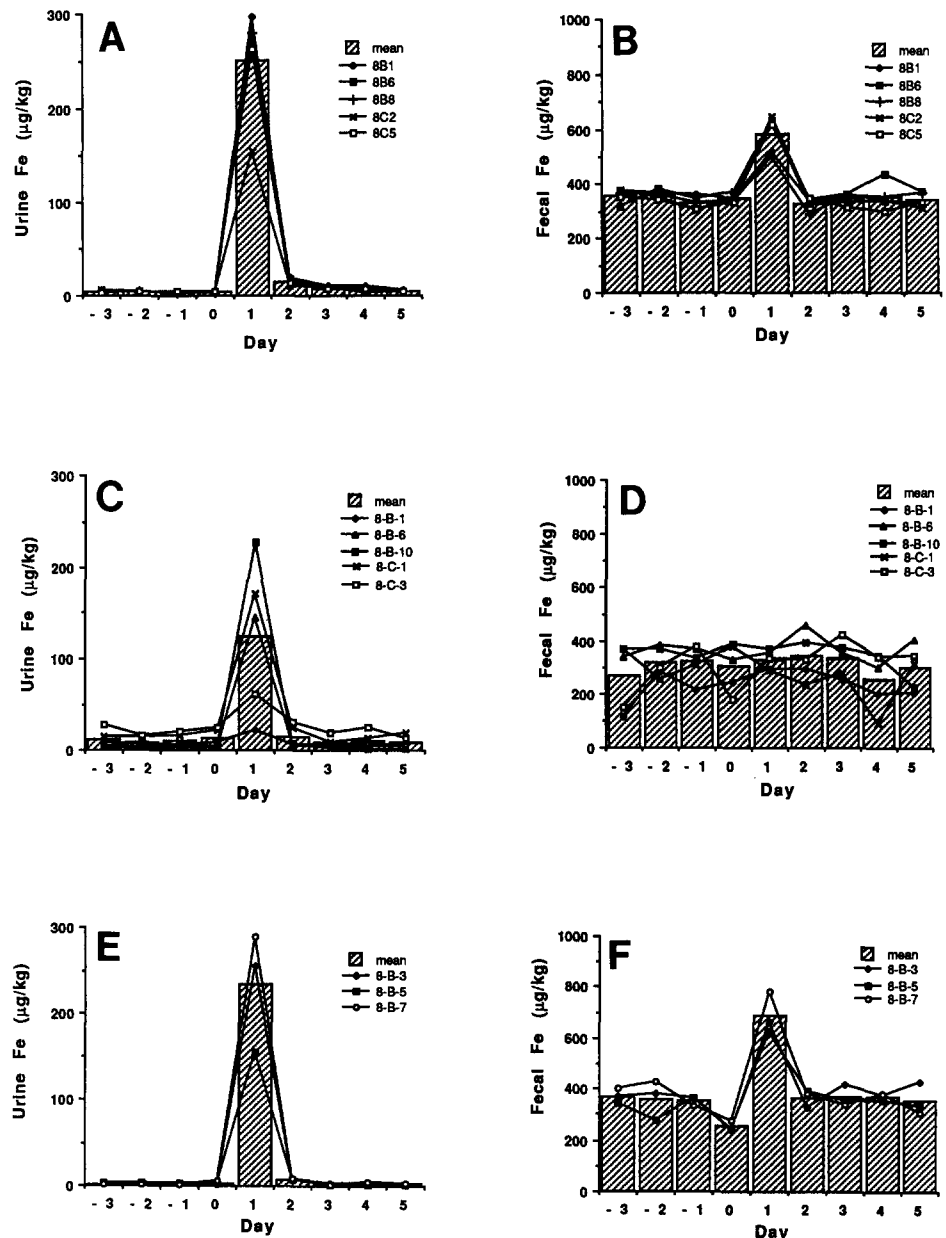 A
Urine Fe (µg/kg)
300
200
100
0
mean
8B1
8B6
8B8
8C2
8C5
- 3 - 2 - 1 0 1 2 3 4 5
Day
B
Fecal Fe (µg/kg)
1000
800
600
400
200
0
mean
8B1
8B6
8B8
8C2
8C5
- 3 - 2 - 1 0 1 2 3 4 5
Day
C
Urine Fe (µg/kg)
300
200
100
0
mean
8-B-1
8-B-6
8-B-10
8-C-1
8-C-3
- 3 - 2 - 1 0 1 2 3 4 5
Day
D
Fecal Fe (µg/kg)
1000
800
600
400
200
0
mean
8-B-1
8-B-6
8-B-10
8-C-1
8-C-3
- 3 - 2 - 1 0 1 2 3 4 5
Day
E
Urine Fe (µg/kg)
300
200
100
0
mean
8-B-3
8-B-5
8-B-7
- 3 - 2 - 1 0 1 2 3 4 5
Day
F
Fecal Fe (µg/kg)
1000
800
600
400
200
0
mean
8-B-3
8-B-5
8-B-7
- 3 - 2 - 1 0 1 2 3 4 5
Day